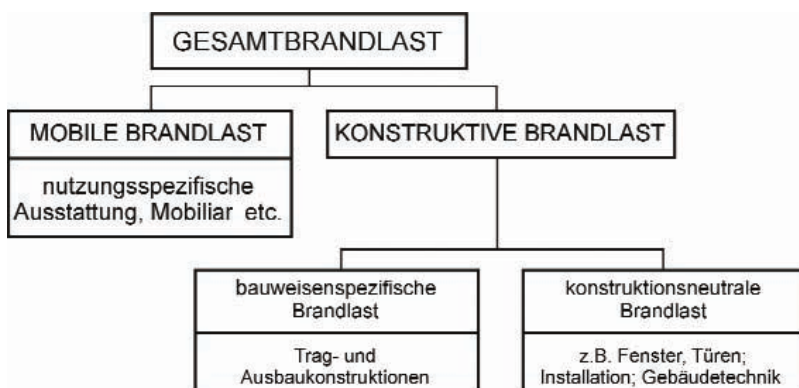 GESAMTBRANDLAST
MOBILE BRANDLAST
nutzungsspezifische
Ausstattung, Mobiliar etc.
KONSTRUKTIVE BRANDLAST
bauweisenspezifische
Brandlast
Trag- und
Ausbaukonstruktionen
konstruktionsneutrale
Brandlast
z.B. Fenster, Türen;
Installation; Gebäudetechnik